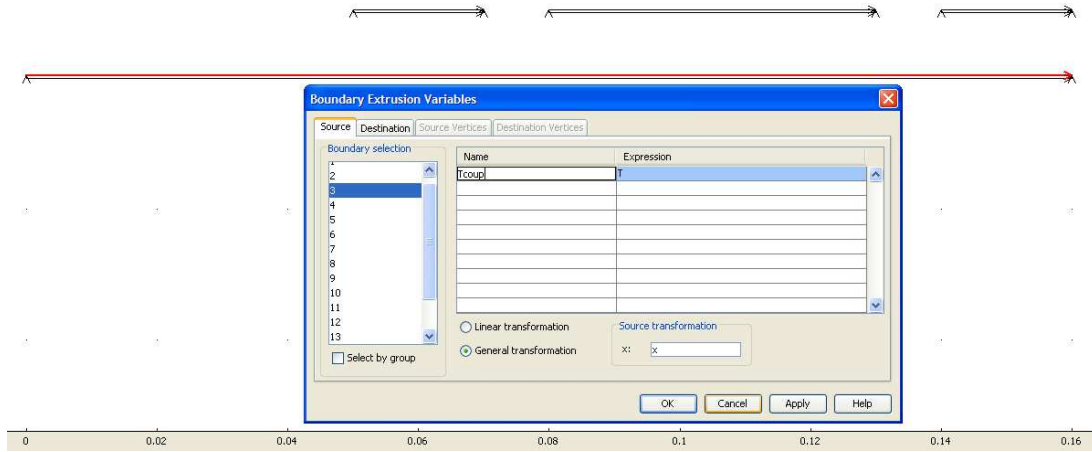 Boundary Extrusion Variables
Source Destination Source Vertices Destination Vertices
Boundary selection
Name Expression
Tcoup T
2
3
4
5
6
7
8
9
10
11
12
13
Select by group
Linear transformation
General transformation
Source transformation
x: x
OK Cancel Apply Help
0 0.02 0.04 0.06 0.08 0.1 0.12 0.14 0.16